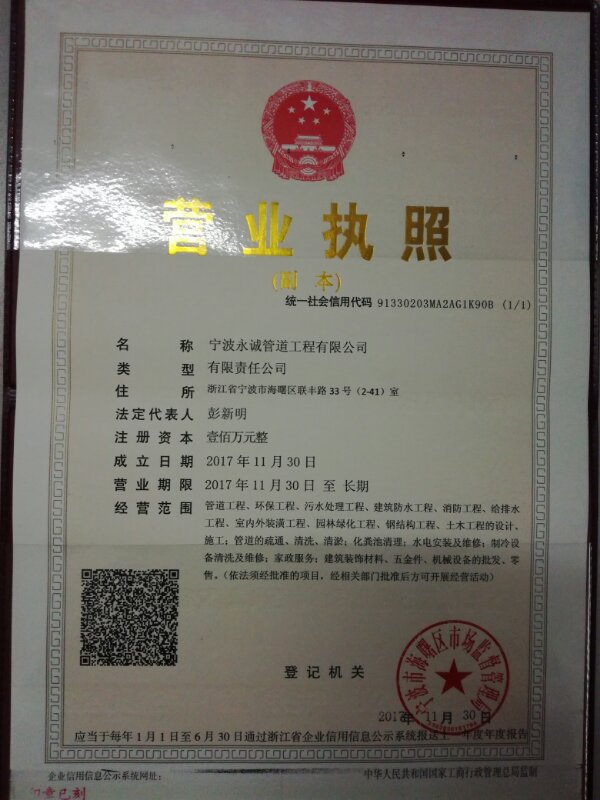 营业执照
(副 本)
统一社会信用代码 91330203MA2AG1K90B (1/1)
名 称 宁波永诚管道工程有限公司
类 型 有限责任公司
住 所 浙江省宁波市海曙区联丰路33号(2-41)室
法定代表人 彭新明
注册资本 壹佰万元整
成立日期 2017年11月30日
营业期限 2017年11月30日 至 长期
经营范围 管道工程、环保工程、污水处理工程、建筑防水工程、消防工程、给排水
工程、室内外装潢工程、园林绿化工程、钢结构工程、土木工程的设计、
施工;管道的疏通、清洗、清淤;化粪池清理;水电安装及维修;制冷设
备清洗及维修;家政服务;建筑装饰材料、五金件、机械设备的批发、零
售。(依法须经批准的项目,经相关部门批准后方可开展经营活动)
登记机关
宁波市海曙区市场监督管理局
2017年 11月 30日
应当于每年1月1日至6月30日通过浙江省企业信用信息公示系统报送上一年度年度报告
企业信用信息公示系统网址:
中华人民共和国国家工商行政管理总局监制
章已刻